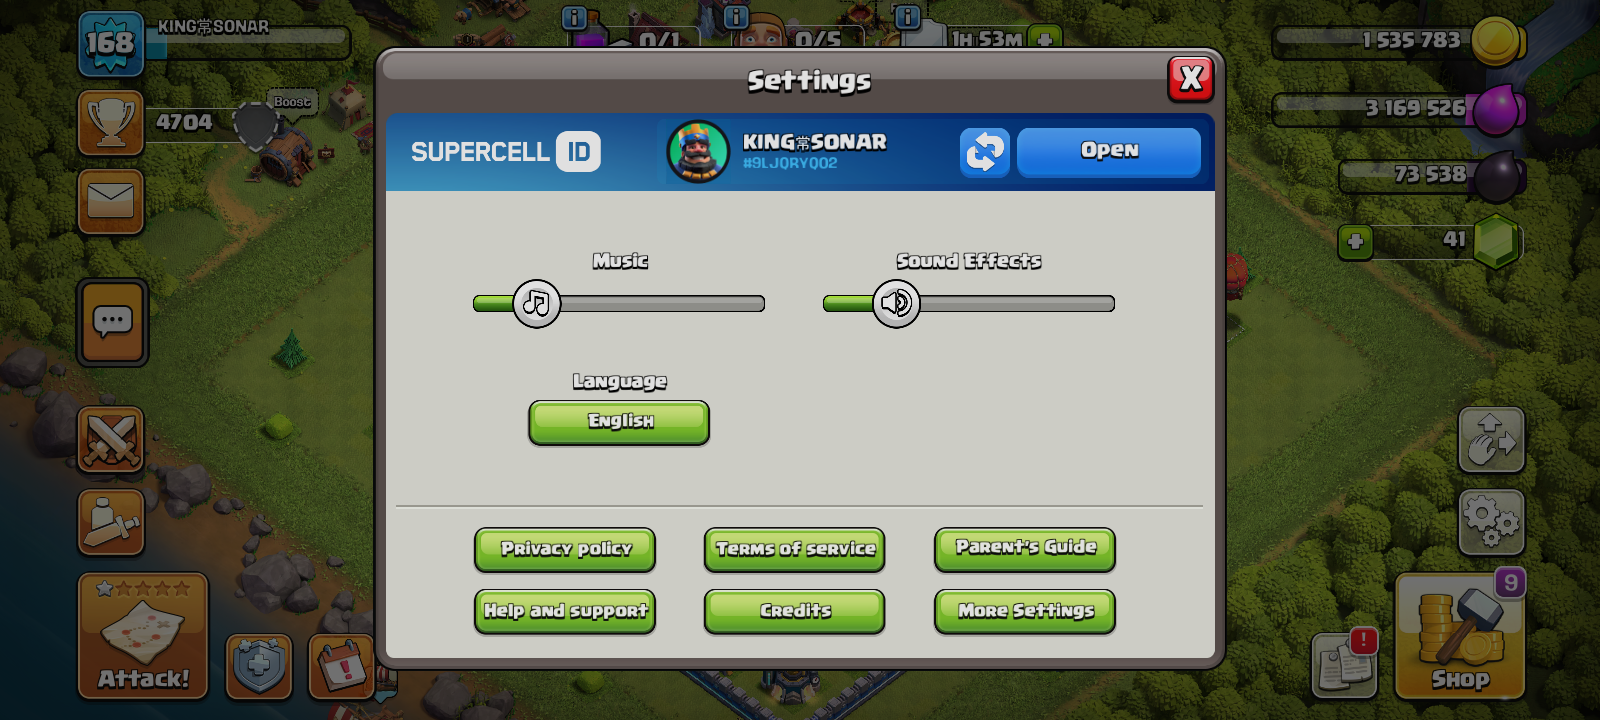 168
KING常SONAR
0/1
0/5
1H 53M
1 535 783
Settings
X
Boost
4704
SUPERCELL ID
KING常SONAR
#9LJQRYQ02
Open
3 169 526
73 538
41
Music
Sound Effects
Language
English
Privacy policy
Terms of service
Parent's Guide
Help and support
Credits
More Settings
9
!
Attack!
Shop